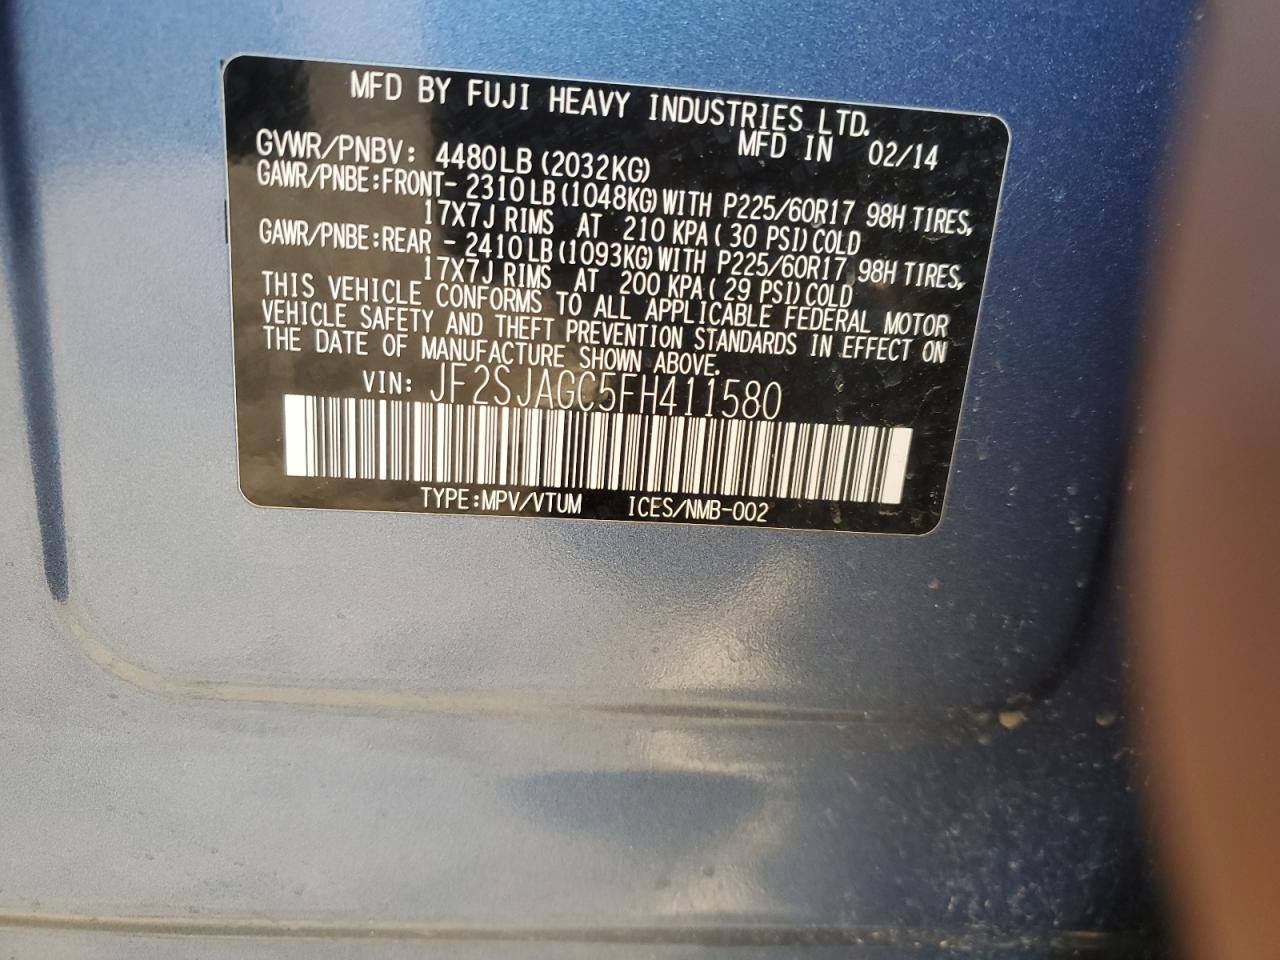 MFD BY FUJI HEAVY INDUSTRIES LTD.
MFD IN 02/14
GVWR/PNBV: 4480LB (2032KG)
GAWR/PNBE:FRONT- 2310LB(1048KG)WITH P225/60R17 98H TIRES,
17X7J RIMS AT 210 KPA( 30 PSI)COLD
GAWR/PNBE:REAR - 2410LB(1093KG)WITH P225/60R17 98H TIRES,
17X7J RIMS AT 200 KPA( 29 PSI)COLD
THIS VEHICLE CONFORMS TO ALL APPLICABLE FEDERAL MOTOR
VEHICLE SAFETY AND THEFT PREVENTION STANDARDS IN EFFECT ON
THE DATE OF MANUFACTURE SHOWN ABOVE.
VIN: JF2SJAGC5FH411580
TYPE:MPV/VTUM ICES/NMB-002